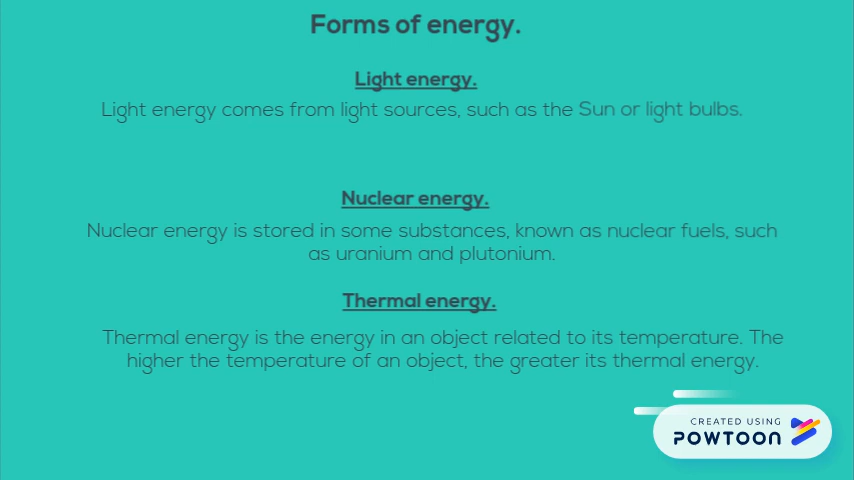 Forms of energy.
Light energy.
Light energy comes from light sources, such as the Sun or light bulbs.
Nuclear energy.
Nuclear energy is stored in some substances, known as nuclear fuels, such
as uranium and plutonium.
Thermal energy.
Thermal energy is the energy in an object related to its temperature. The
higher the temperature of an object, the greater its thermal energy.
CREATED USING
POWTOON